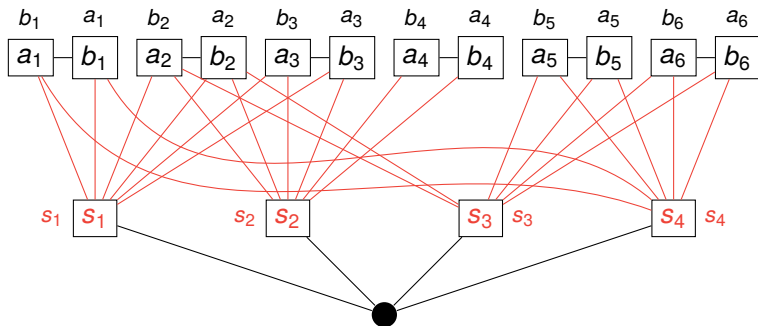 b1 a1 b2 a2 b3 a3 b4 a4 b5 a5 b6 a6
a1 b1 a2 b2 a3 b3 a4 b4 a5 b5 a6 b6
s1 s1 s2 s2 s3 s3 s4 s4